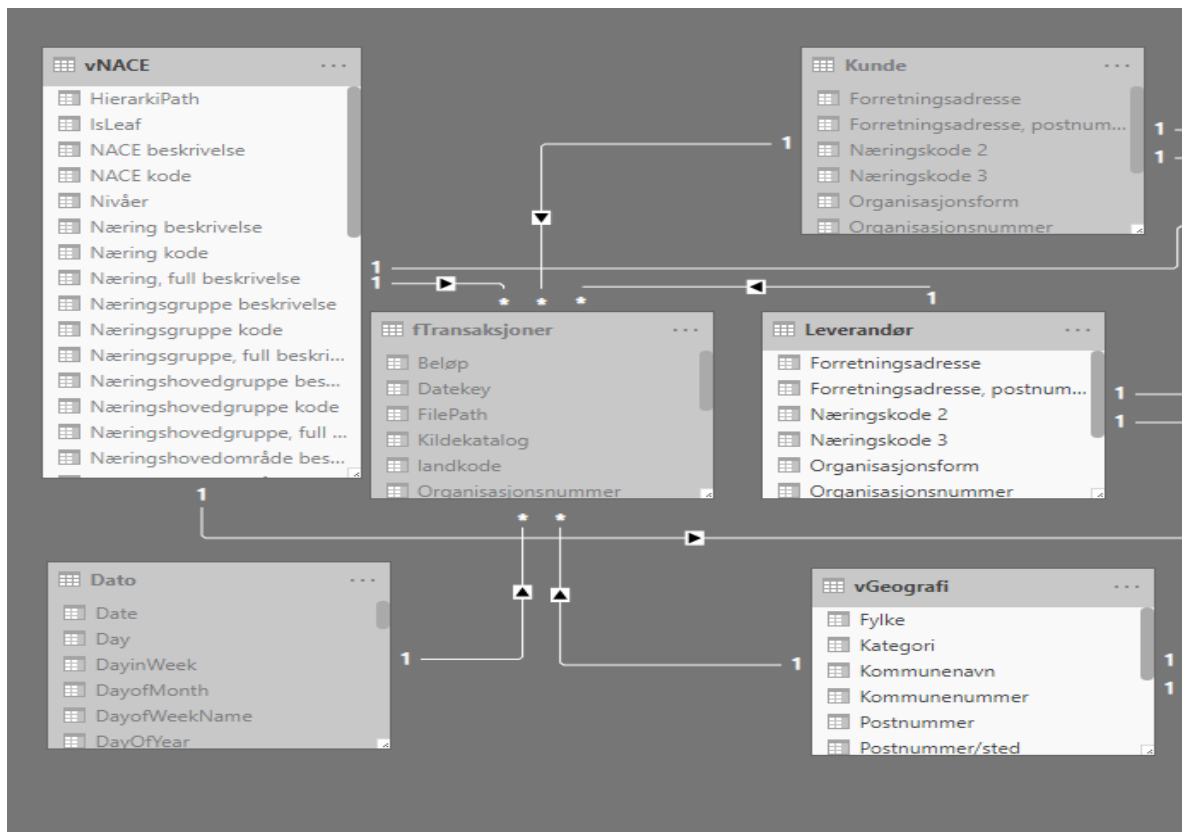 vNACE
HierarkiPath
IsLeaf
NACE beskrivelse
NACE kode
Nivåer
Næring beskrivelse
Næring kode
Næring, full beskrivelse
Næringsgruppe beskrivelse
Næringsgruppe kode
Næringsgruppe, full beskri...
Næringshovedgruppe bes...
Næringshovedgruppe kode
Næringshovedgruppe, full ...
Næringshovedområde bes...
Kunde
Forretningsadresse
Forretningsadresse, postnum...
Næringskode 2
Næringskode 3
Organisasjonsform
Organisasjonsnummer
1
1
1
1
1
* * *
1
fTransaksjoner
Beløp
Datekey
FilePath
Kildekatalog
landkode
Organisasjonsnummer
Leverandør
Forretningsadresse
Forretningsadresse, postnum...
Næringskode 2
Næringskode 3
Organisasjonsform
Organisasjonsnummer
1
1
1
* *
Dato
Date
Day
DayinWeek
DayofMonth
DayofWeekName
DayOfYear
1
1
vGeografi
Fylke
Kategori
Kommunenavn
Kommunenummer
Postnummer
Postnummer/sted
1
1